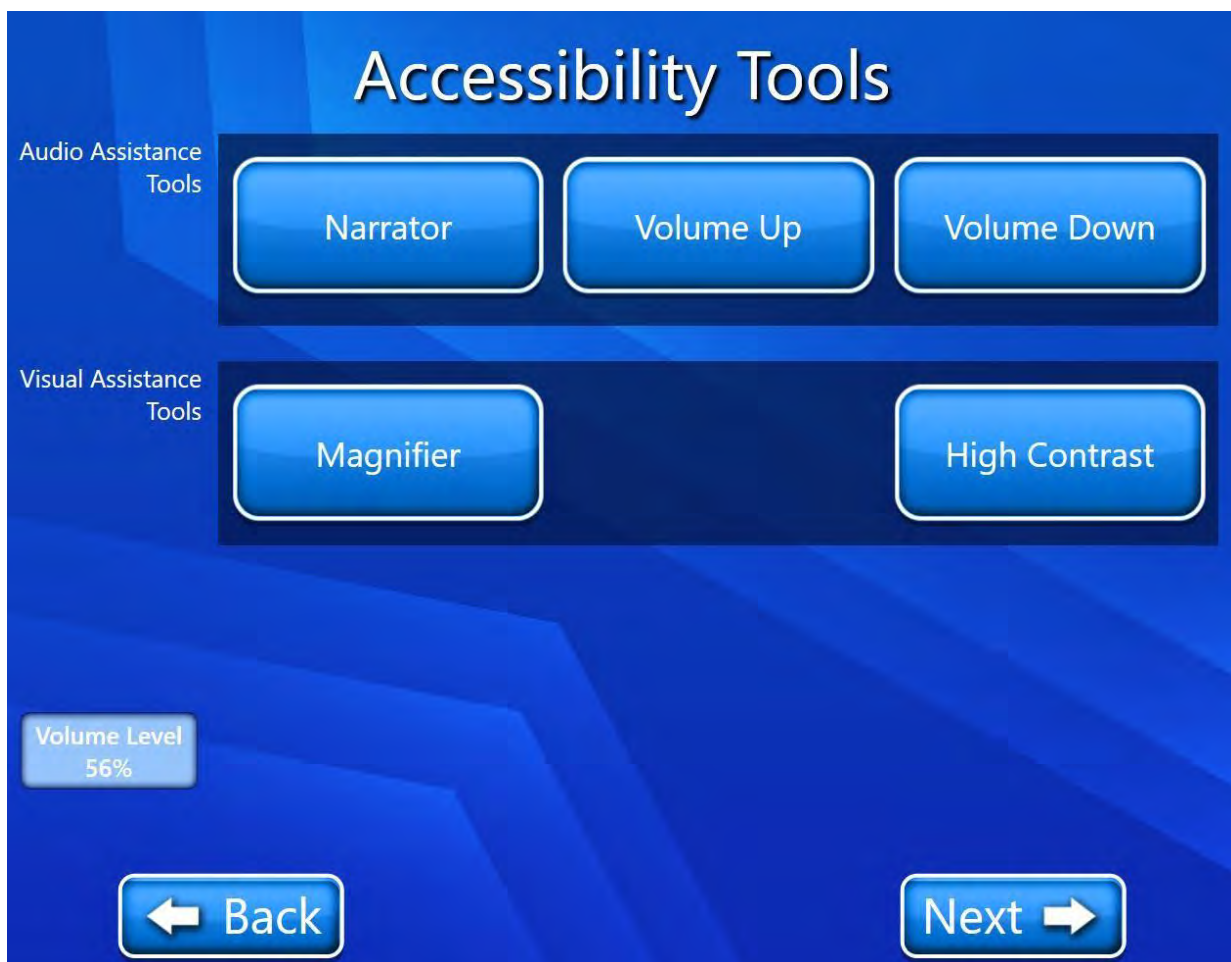 Accessibility Tools
Audio Assistance
Tools
Narrator
Volume Up
Volume Down
Visual Assistance
Tools
Magnifier
High Contrast
Volume Level
56%
Back
Next